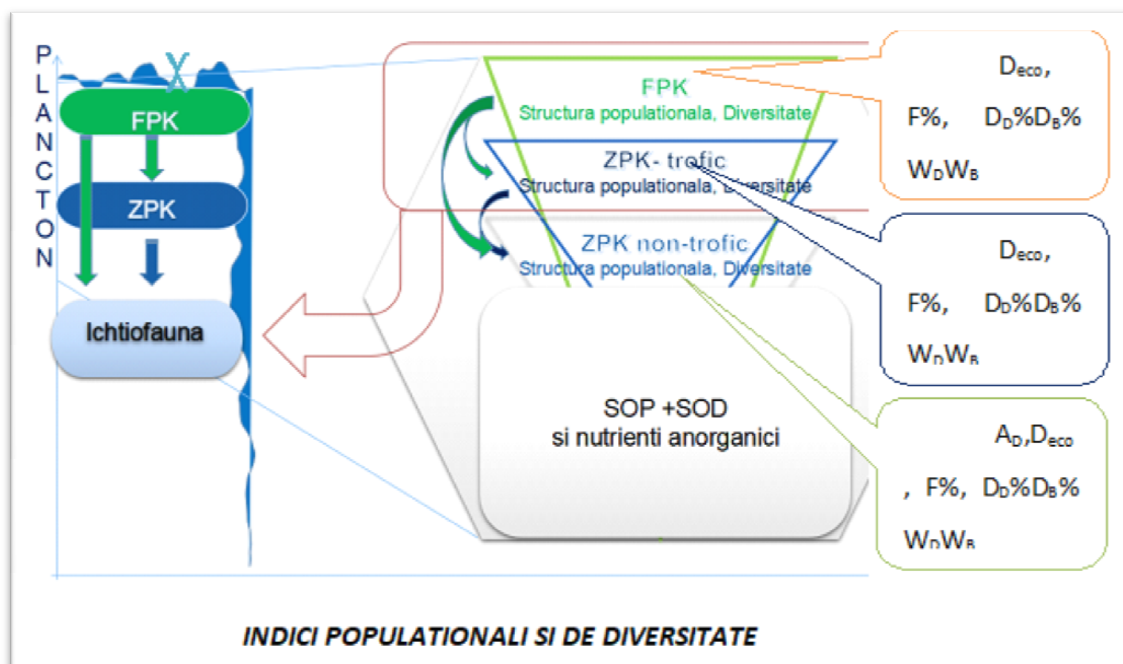 PLANCTON
FPK
ZPK
Ichtiofauna
FPK
Structura populationala, Diversitate
ZPK- trofic
Structura populationala, Diversitate
ZPK non-trofic
Structura populationala, Diversitate
SOP +SOD
si nutrienti anorganici
Deco,
F%, DD%DB%
WDWB
Deco,
F%, DD%DB%
WDWB
AD,Deco
, F%, DD%DB%
WDWB
INDICI POPULATIONALI SI DE DIVERSITATE